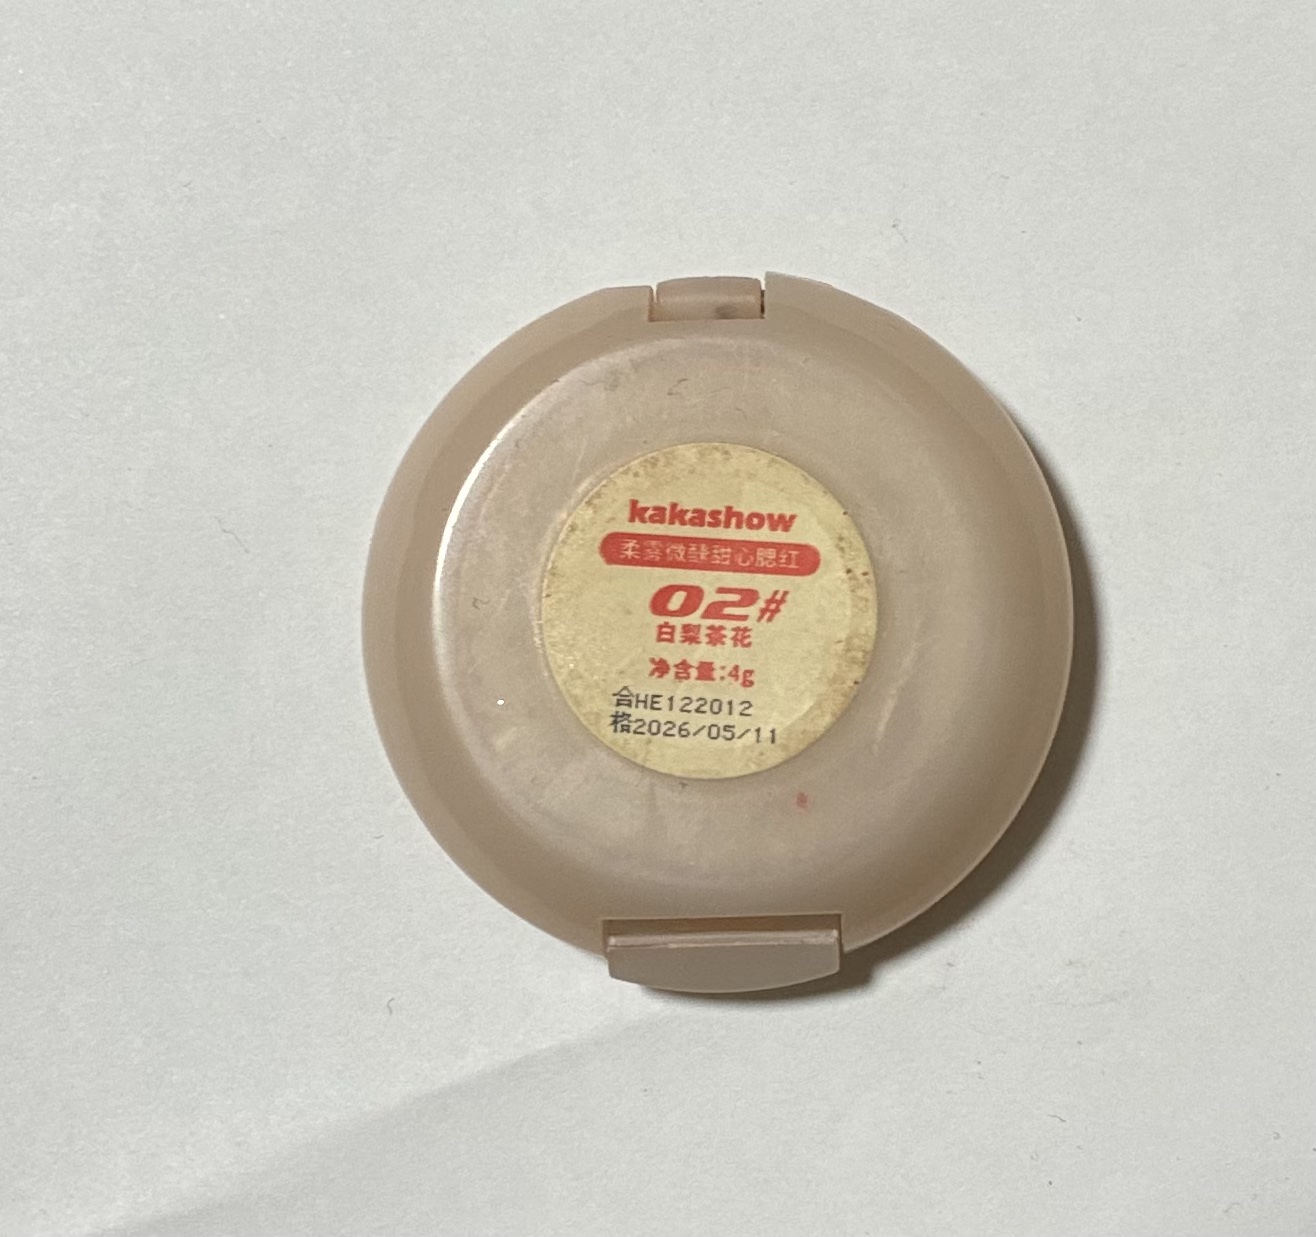 kakashow
柔雾微醺甜心腮红
02#
白梨茶花
净含量:4g
合HE122012
格2026/05/11